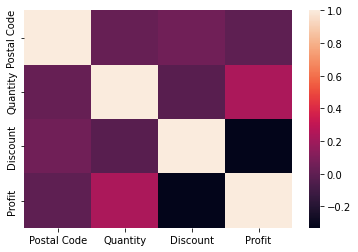 Postal Code
Quantity
Discount
Profit
Postal Code Quantity Discount Profit
1.0
0.8
0.6
0.4
0.2
0.0
−0.2